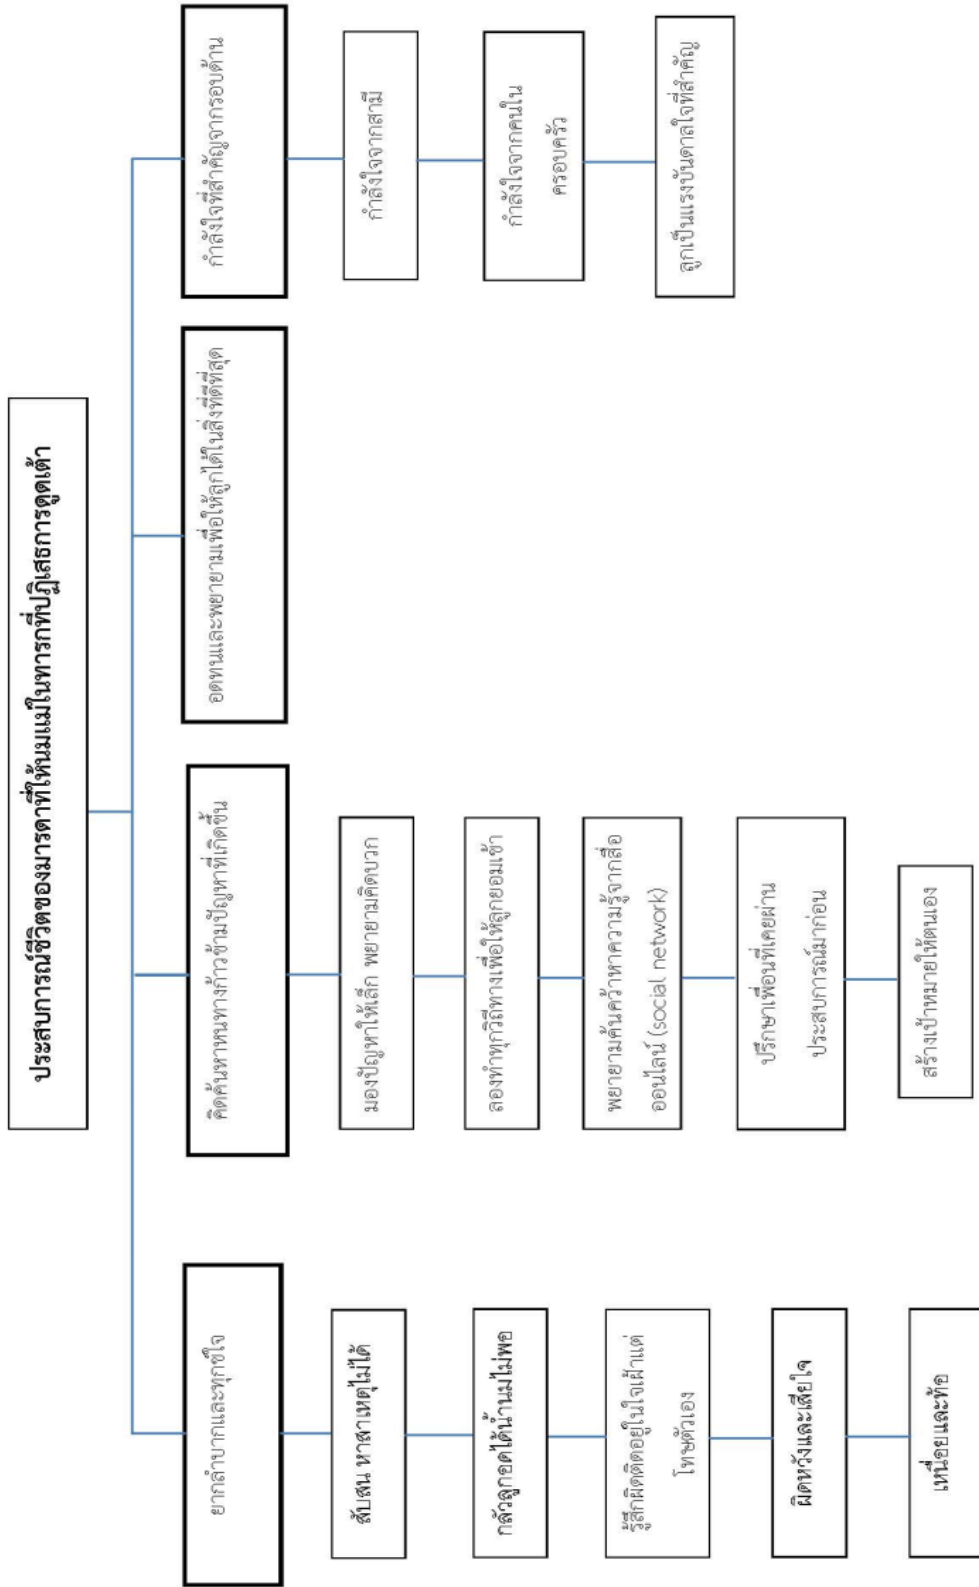 ประสบการณ์ชีวิตของมารดาที่ให้นมแม่ในทารกที่ปฏิเสธการดูดเต้า
ยากลำบากและทุกข์ใจ
สับสน หาสาเหตุไม่ได้
กลัวลูกอดได้น้ำนมไม่พอ
รู้สึกผิดติดอยู่ในใจเฝ้าแต่
โทษตัวเอง
ผิดหวังและเสียใจ
เหนื่อยและท้อ
คิดค้นหาหนทางก้าวข้ามปัญหาที่เกิดขึ้น
มองปัญหาให้เล็ก พยายามคิดบวก
ลองทำทุกวิถีทางเพื่อให้ลูกยอมเข้า
พยายามค้นคว้าหาความรู้จากสื่อ
ออนไลน์ (social network)
ปรึกษาเพื่อนที่เคยผ่าน
ประสบการณ์มาก่อน
สร้างเป้าหมายให้ตนเอง
อดทนและพยายามเพื่อให้ลูกได้ในสิ่งที่ดีที่สุด
กำลังใจที่สำคัญจากรอบด้าน
กำลังใจจากสามี
กำลังใจจากคนใน
ครอบครัว
ลูกเป็นแรงบันดาลใจที่สำคัญ